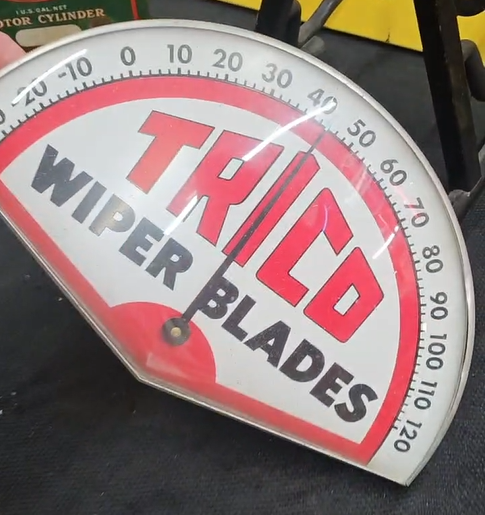 1 U.S. GAL. NET
OTOR CYLINDER
20 -10 0 10 20 30 40 50 60 70 80 90 100 110 120
TRICO
WIPER BLADES